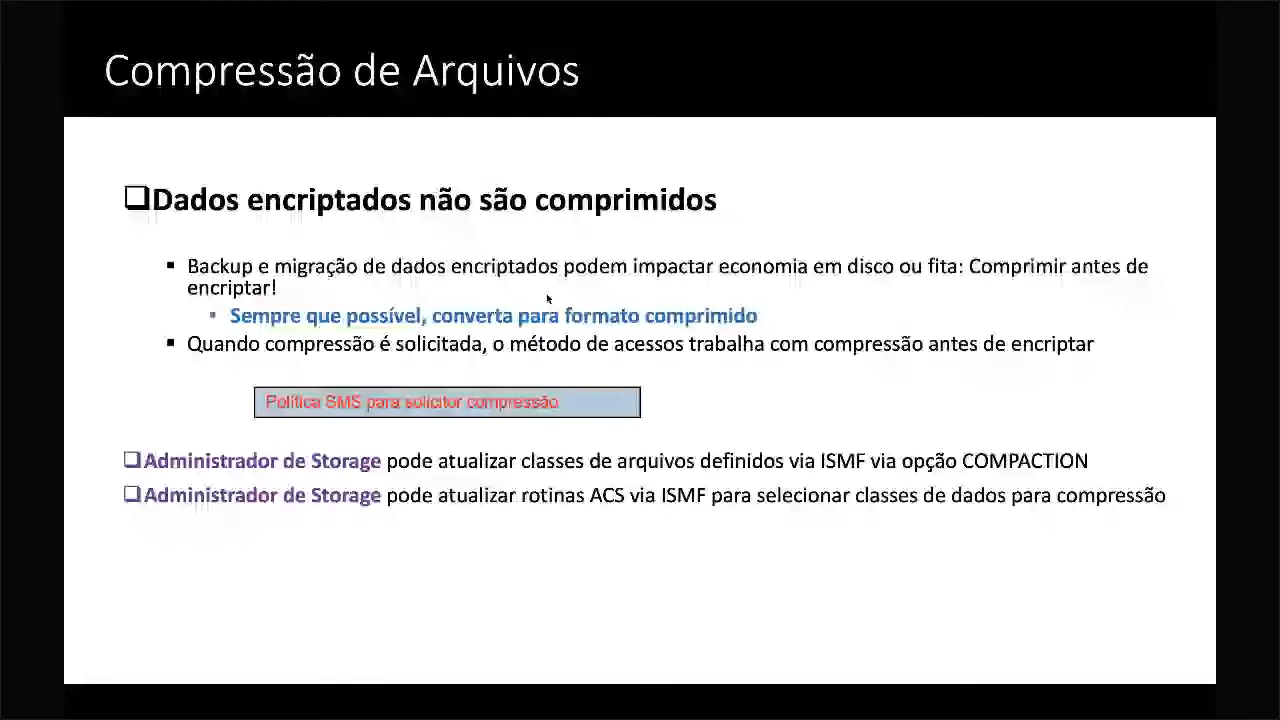 Compressão de Arquivos
Dados encriptados não são comprimidos
Backup e migração de dados encriptados podem impactar economia em disco ou fita: Comprimir antes de
encriptar!
Sempre que possível, converta para formato comprimido
Quando compressão é solicitada, o método de acessos trabalha com compressão antes de encriptar
Política SMS para solicitor compressão
Administrador de Storage pode atualizar classes de arquivos definidos via ISMF via opção COMPACTION
Administrador de Storage pode atualizar rotinas ACS via ISMF para selecionar classes de dados para compressão